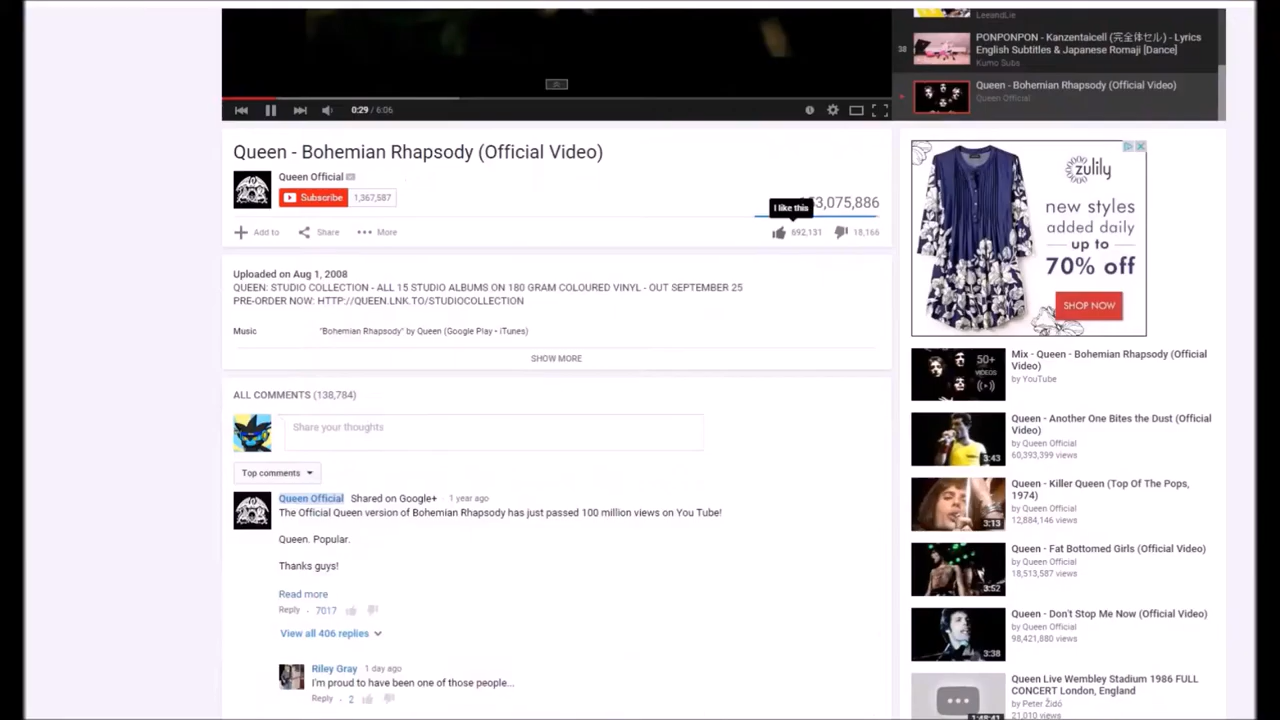 LeeandLie
38
PONPONPON - Kanzentaicell (完全体セル) - Lyrics
English Subtitles & Japanese Romaji [Dance]
Kumo Subs
Queen - Bohemian Rhapsody (Official Video)
Queen Official
0:29 / 6:06
Queen - Bohemian Rhapsody (Official Video)
Queen Official
Subscribe 1,367,587
3,075,886
I like this
Add to Share More
692,131 18,166
Uploaded on Aug 1, 2008
QUEEN: STUDIO COLLECTION - ALL 15 STUDIO ALBUMS ON 180 GRAM COLOURED VINYL - OUT SEPTEMBER 25
PRE-ORDER NOW: HTTP://QUEEN.LNK.TO/STUDIOCOLLECTION
Music "Bohemian Rhapsody" by Queen (Google Play • iTunes)
SHOW MORE
ALL COMMENTS (138,784)
Share your thoughts
Top comments
Queen Official Shared on Google+ 1 year ago
The Official Queen version of Bohemian Rhapsody has just passed 100 million views on You Tube!
Queen. Popular.
Thanks guys!
Read more
Reply · 7017
View all 406 replies
Riley Gray 1 day ago
I'm proud to have been one of those people...
Reply · 2
zulily
new styles
added daily
up to
70% off
SHOP NOW
50+
VIDEOS
Mix - Queen - Bohemian Rhapsody (Official
Video)
by YouTube
3:43
Queen - Another One Bites the Dust (Official
Video)
by Queen Official
60,393,399 views
3:13
Queen - Killer Queen (Top Of The Pops,
1974)
by Queen Official
12,884,146 views
3:52
Queen - Fat Bottomed Girls (Official Video)
by Queen Official
18,513,587 views
3:38
Queen - Don't Stop Me Now (Official Video)
by Queen Official
98,421,880 views
1:48:41
Queen Live Wembley Stadium 1986 FULL
CONCERT London, England
by Peter Židó
21,010 views